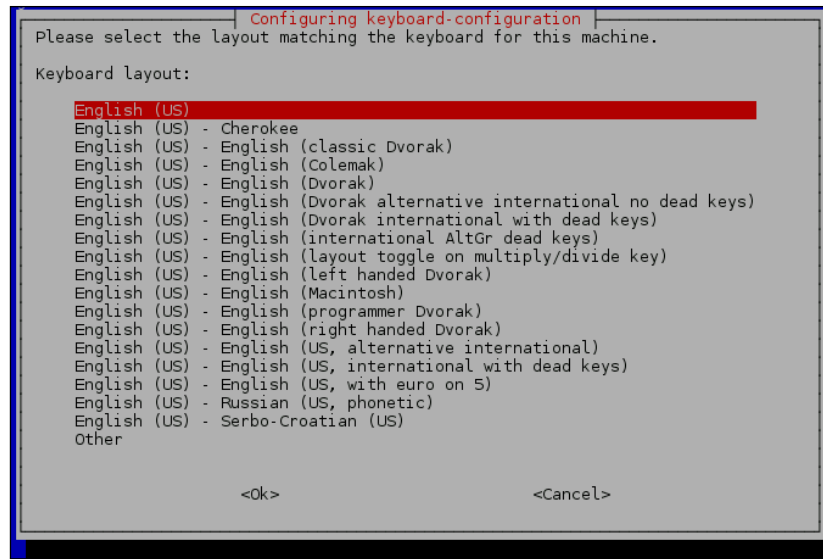 Configuring keyboard-configuration
Please select the layout matching the keyboard for this machine.
Keyboard layout:
English (US)
English (US) - Cherokee
English (US) - English (classic Dvorak)
English (US) - English (Colemak)
English (US) - English (Dvorak)
English (US) - English (Dvorak alternative international no dead keys)
English (US) - English (Dvorak international with dead keys)
English (US) - English (international AltGr dead keys)
English (US) - English (layout toggle on multiply/divide key)
English (US) - English (left handed Dvorak)
English (US) - English (Macintosh)
English (US) - English (programmer Dvorak)
English (US) - English (right handed Dvorak)
English (US) - English (US, alternative international)
English (US) - English (US, international with dead keys)
English (US) - English (US, with euro on 5)
English (US) - Russian (US, phonetic)
English (US) - Serbo-Croatian (US)
Other
<Ok> <Cancel>